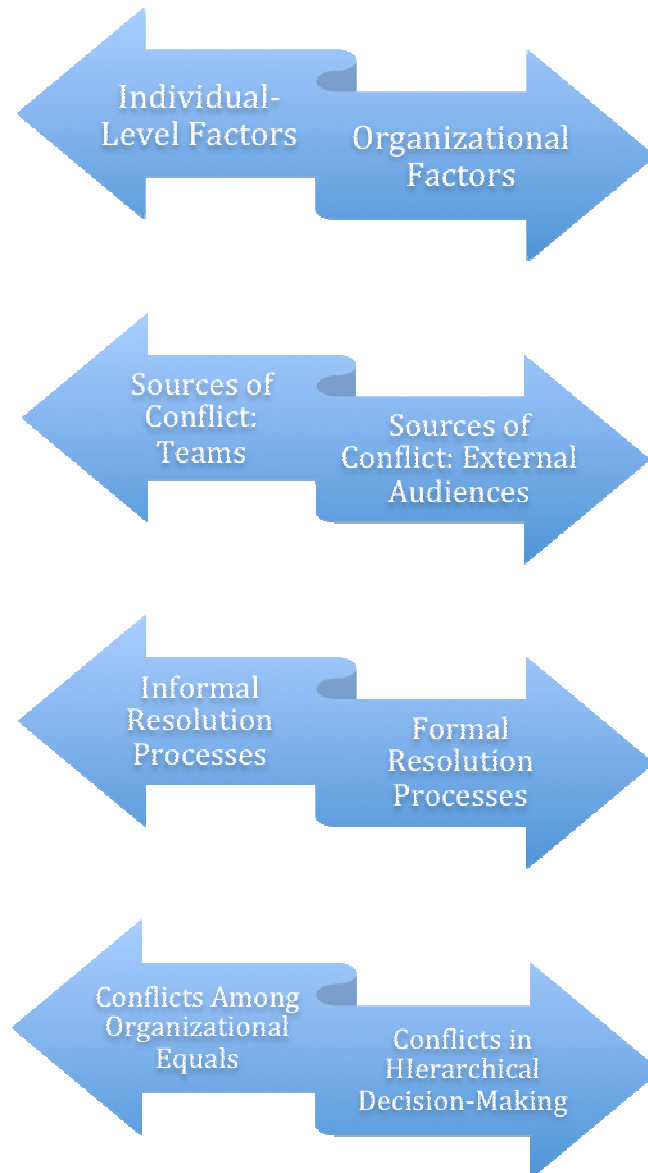 Individual-
Level Factors
Organizational
Factors
Sources of
Conflict:
Teams
Sources of
Conflict: External
Audiences
Informal
Resolution
Processes
Formal
Resolution
Processes
Conflicts Among
Organizational
Equals
Conflicts in
HIerarchical
Decision-Making